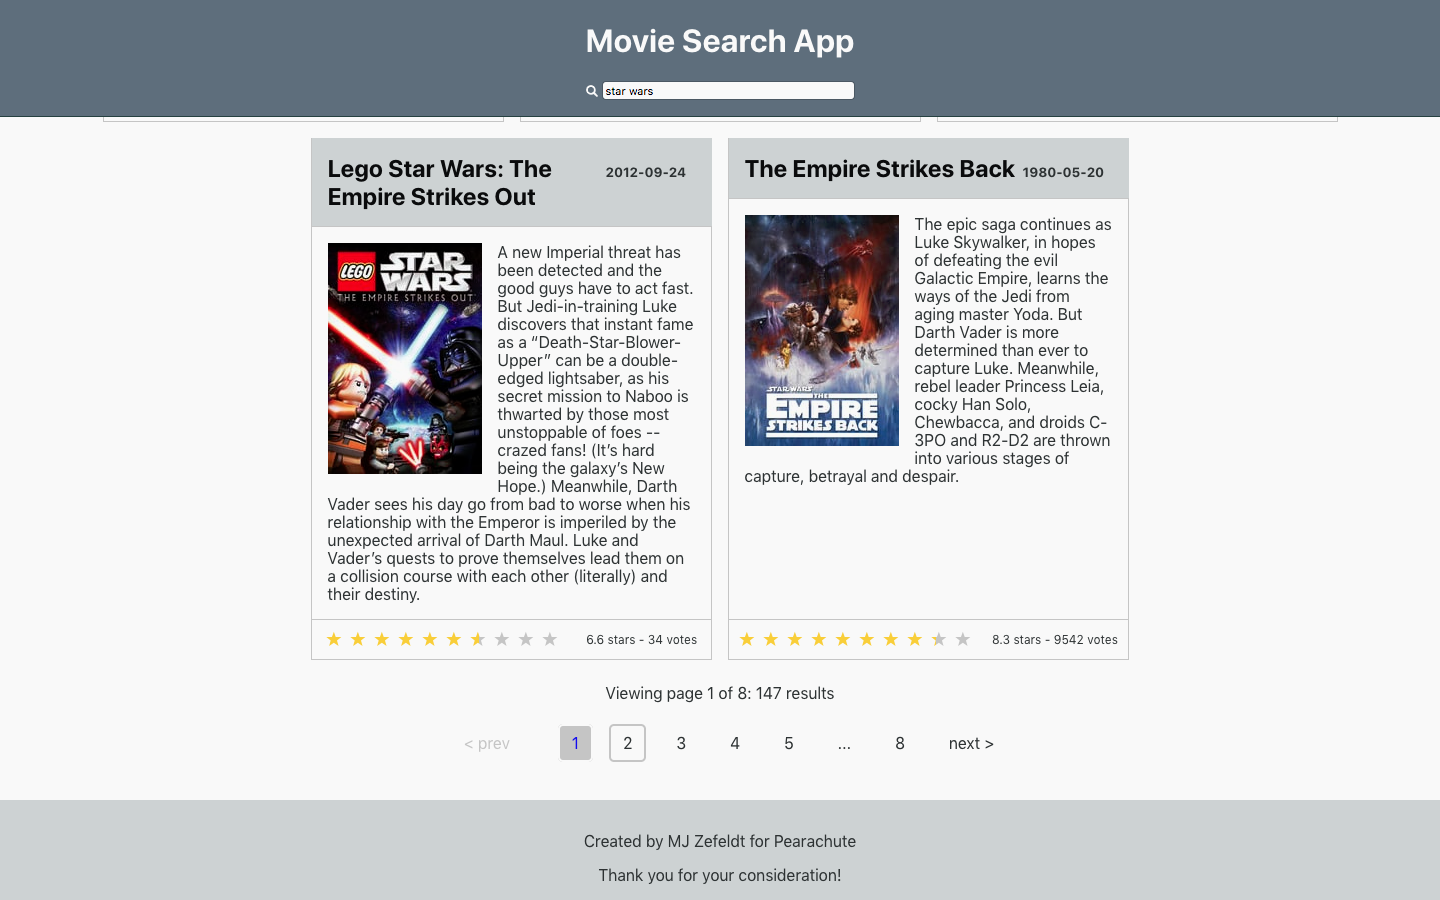 Movie Search App
star wars
Lego Star Wars: The
Empire Strikes Out
2012-09-24
LEGO STAR WARS
THE EMPIRE STRIKES OUT
A new Imperial threat has
been detected and the
good guys have to act fast.
But Jedi-in-training Luke
discovers that instant fame
as a “Death-Star-Blower-
Upper” can be a double-
edged lightsaber, as his
secret mission to Naboo is
thwarted by those most
unstoppable of foes --
crazed fans! (It’s hard
being the galaxy’s New
Hope.) Meanwhile, Darth
Vader sees his day go from bad to worse when his
relationship with the Emperor is imperiled by the
unexpected arrival of Darth Maul. Luke and
Vader’s quests to prove themselves lead them on
a collision course with each other (literally) and
their destiny.
6.6 stars - 34 votes
The Empire Strikes Back
1980-05-20
STAR WARS
THE
EMPIRE
STRIKES BACK
The epic saga continues as
Luke Skywalker, in hopes
of defeating the evil
Galactic Empire, learns the
ways of the Jedi from
aging master Yoda. But
Darth Vader is more
determined than ever to
capture Luke. Meanwhile,
rebel leader Princess Leia,
cocky Han Solo,
Chewbacca, and droids C-
3PO and R2-D2 are thrown
into various stages of
capture, betrayal and despair.
8.3 stars - 9542 votes
Viewing page 1 of 8: 147 results
< prev 1 2 3 4 5 ... 8 next >
Created by MJ Zefeldt for Pearachute
Thank you for your consideration!